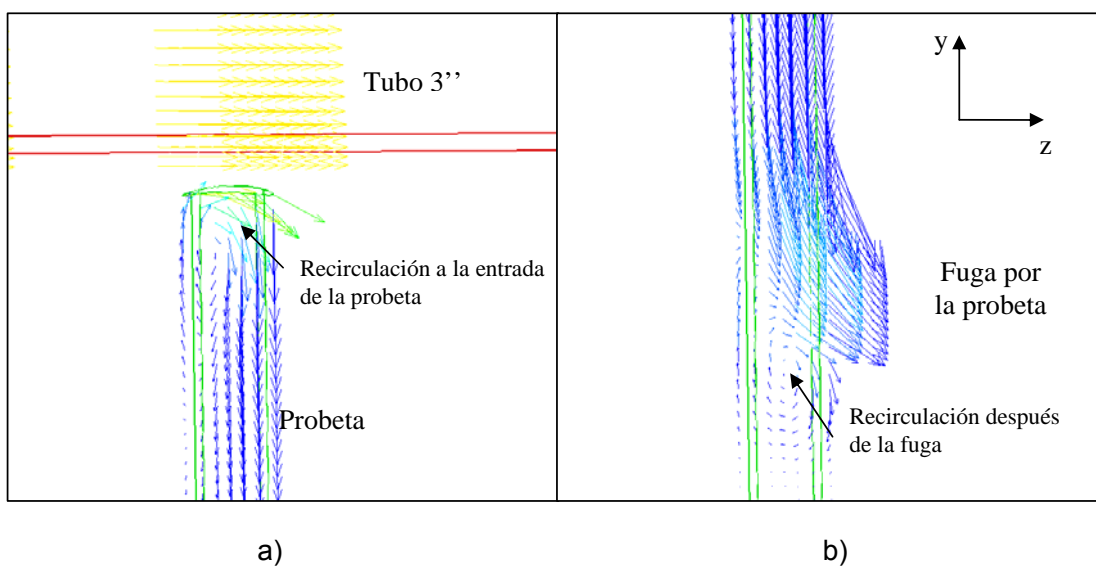 Tubo 3’’
Recirculación a la entrada
de la probeta
Probeta
y
z
Fuga por
la probeta
Recirculación después
de la fuga
a)
b)